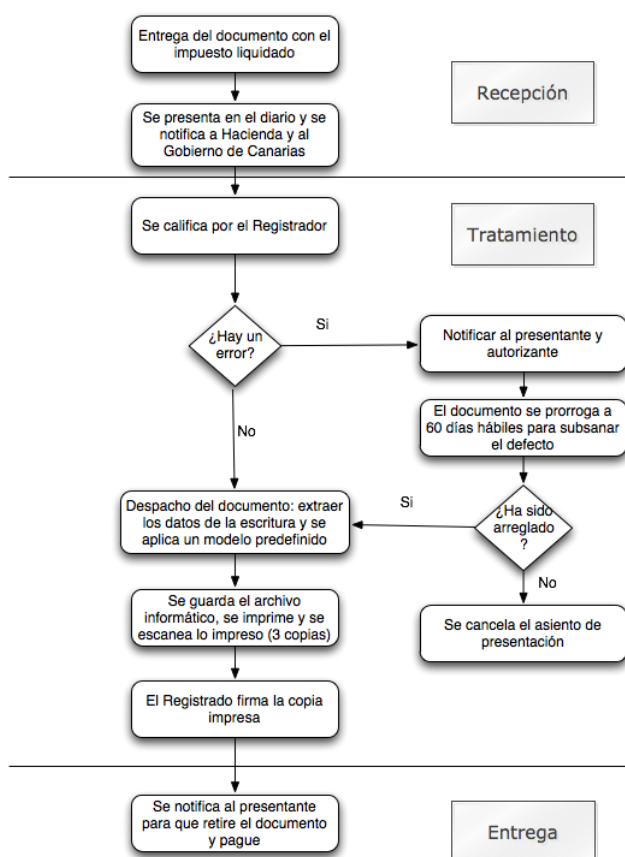 Entrega del documento con el
impuesto liquidado
Recepción
Se presenta en el diario y se
notifica a Hacienda y al
Gobierno de Canarias
Se califica por el Registrador
Tratamiento
¿Hay un
error?
Si
Notificar al presentante y
autorizante
El documento se prorroga a
60 días hábiles para subsanar
el defecto
No
Despacho del documento: extraer
los datos de la escritura y se
aplica un modelo predefinido
Si
¿Ha sido
arreglado
?
No
Se guarda el archivo
informático, se imprime y se
escanea lo impreso (3 copias)
Se cancela el asiento de
presentación
El Registrado firma la copia
impresa
Se notifica al presentante
para que retire el documento
y pague
Entrega